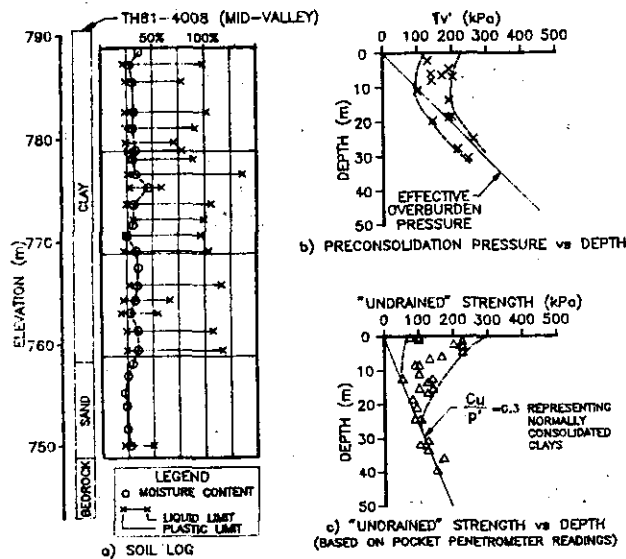 TH81-4008 (MID-VALLEY)
50% 100%
790
780
770
760
750
ELEVATION (m)
CLAY
SAND
BEDROCK
LEGEND
MOISTURE CONTENT
LIQUID LIMIT
PLASTIC LIMIT
a) SOIL LOG
σv' (kPa)
0 100 200 300 400 500
0
10
20
30
40
50
DEPTH (m)
EFFECTIVE
OVERBURDEN
PRESSURE
b) PRECONSOLIDATION PRESSURE vs DEPTH
"UNDRAINED" STRENGTH (kPa)
0 100 200 300 400 500
0
10
20
30
40
50
DEPTH (m)
Cu
p' =0.3 REPRESENTING
NORMALLY
CONSOLIDATED
CLAYS
c) "UNDRAINED" STRENGTH vs DEPTH
(BASED ON POCKET PENETROMETER READINGS)